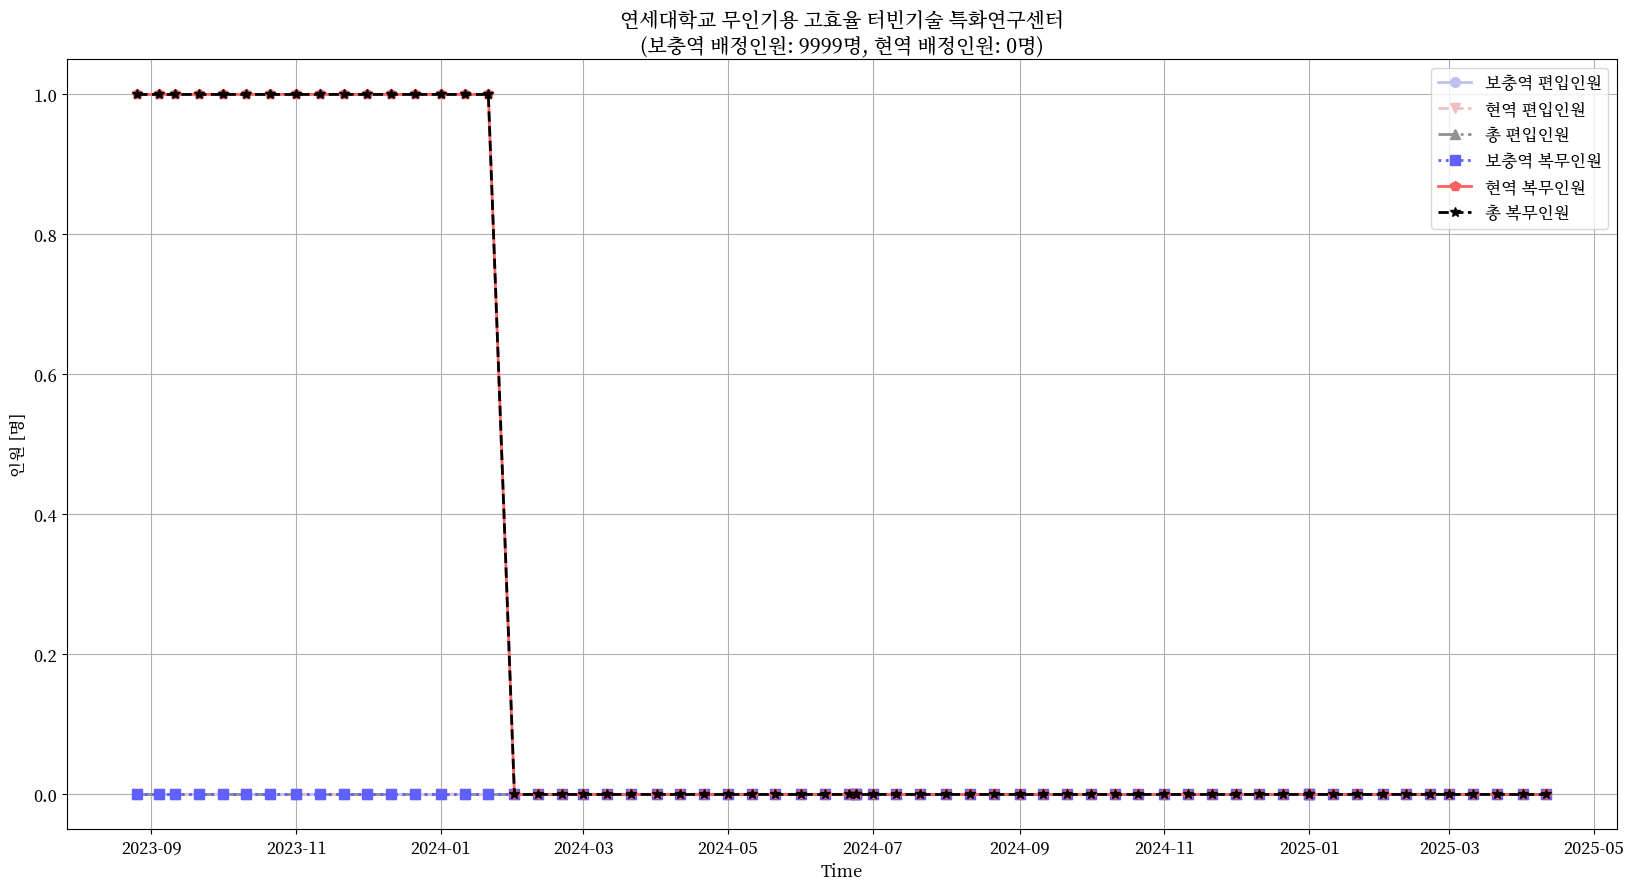 연세대학교 무인기용 고효율 터빈기술 특화연구센터
(보충역 배정인원: 9999명, 현역 배정인원: 0명)
보충역 편입인원
현역 편입인원
총 편입인원
보충역 복무인원
현역 복무인원
총 복무인원
1.0
0.8
0.6
0.4
0.2
0.0
인원 [명]
2023-09 2023-11 2024-01 2024-03 2024-05 2024-07 2024-09 2024-11 2025-01 2025-03 2025-05
Time